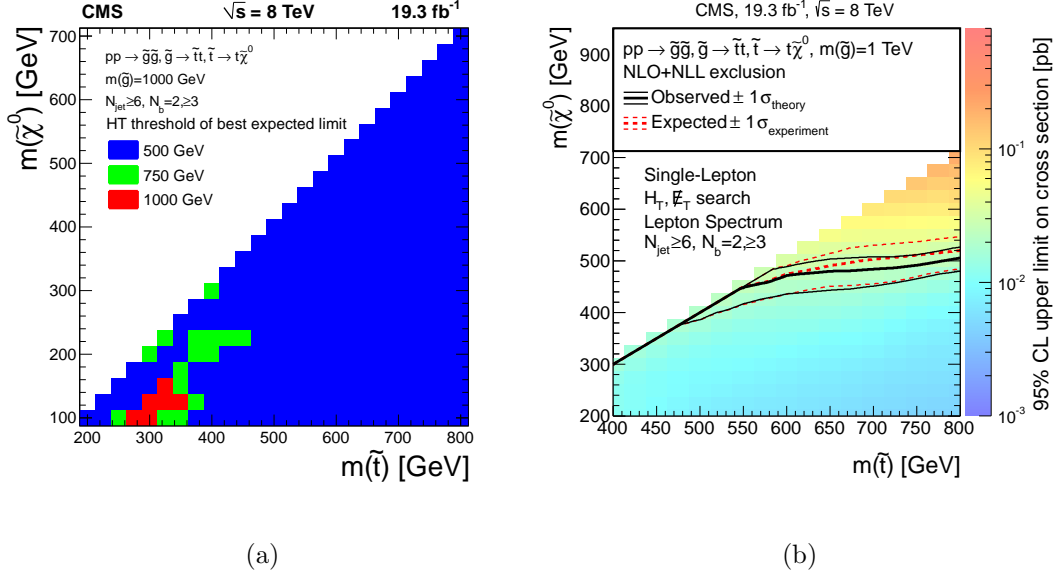 CMS √s = 8 TeV 19.3 fb⁻¹
m(χ̃⁰) [GeV]
700
600
500
400
300
200
100
pp → g̃g̃, g̃ → t̃t, t̃ → tχ̃⁰
m(g̃)=1000 GeV
N_jet≥6, N_b=2,≥3
HT threshold of best expected limit
500 GeV
750 GeV
1000 GeV
200 300 400 500 600 700 800
m(t̃) [GeV]
(a)
CMS, 19.3 fb⁻¹, √s = 8 TeV
m(χ̃⁰) [GeV]
900
800
700
600
500
400
300
200
pp → g̃g̃, g̃ → t̃t, t̃ → tχ̃⁰, m(g̃)=1 TeV
NLO+NLL exclusion
Observed ± 1σ_theory
Expected ± 1σ_experiment
Single-Lepton
H_T, E̸_T search
Lepton Spectrum
N_jet≥6, N_b=2,≥3
400 450 500 550 600 650 700 750 800
m(t̃) [GeV]
10⁻¹
10⁻²
10⁻³
95% CL upper limit on cross section [pb]
(b)